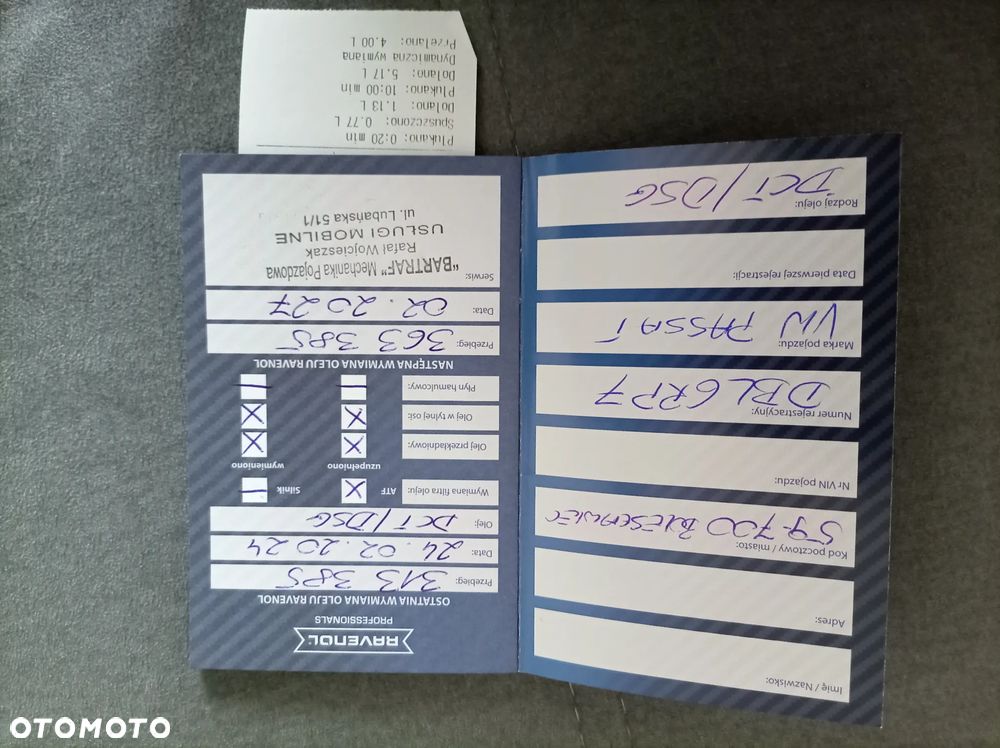 Imię / Nazwisko:
Adres:
Kod pocztowy / miasto:
59-700 BOLESŁAWIEC
Nr VIN pojazdu:
Numer rejestracyjny:
DBL 6RP7
Marka pojazdu:
VW PASSAT
Data pierwszej rejestracji:
Rodzaj oleju:
DCT/DSG
RAVENOL
PROFESSIONALS
OSTATNIA WYMIANA OLEJU RAVENOL
Przebieg: 313 385
Data: 24.02.2024
Olej: DCT/DSG
Wymiana filtra oleju: ATF X Silnik —
uzupełniono wymieniono
Olej przekładniowy: X X
Olej w tylnej osi: X X
Płyn hamulcowy: — —
NASTĘPNA WYMIANA OLEJU RAVENOL
Przebieg: 363 385
Data: 02.2027
Serwis:
"BARTRAF" Mechanika Pojazdowa
Rafał Wojcieszak
USŁUGI MOBILNE
ul. Lubańska 51/1
Plukano: 0:20 min
Spuszczono: 0.77 L
Dolano: 1.13 L
Plukano: 10:00 min
Dolano: 5.17 L
Dynamiczna wymiana
Przelano: 4.00 L
OTOMOTO